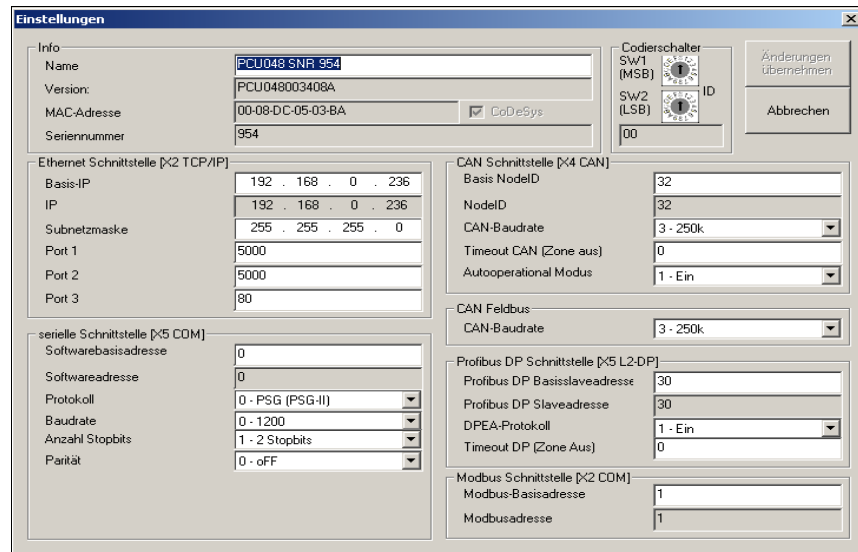 Einstellungen
Info
Name PCU048 SNR 954
Version: PCU048003408A
MAC-Adresse 00-08-DC-05-03-BA CoDeSys
Seriennummer 954
Codierschalter
SW1 (MSB)
SW2 (LSB) ID
00
Änderungen übernehmen
Abbrechen
Ethernet Schnittstelle [X2 TCP/IP]
Basis-IP 192 . 168 . 0 . 236
IP 192 . 168 . 0 . 236
Subnetzmaske 255 . 255 . 255 . 0
Port 1 5000
Port 2 5000
Port 3 80
serielle Schnittstelle [X5 COM]
Softwarebasisadresse 0
Softwareadresse 0
Protokoll 0 - PSG (PSG-II)
Baudrate 0 - 1200
Anzahl Stopbits 1 - 2 Stopbits
Parität 0 - oFF
CAN Schnittstelle [X4 CAN]
Basis NodeID 32
NodeID 32
CAN-Baudrate 3 - 250k
Timeout CAN (Zone aus) 0
Autooperational Modus 1 - Ein
CAN Feldbus
CAN-Baudrate 3 - 250k
Profibus DP Schnittstelle [X5 L2-DP]
Profibus DP Basisslaveadresse 30
Profibus DP Slaveadresse 30
DPEA-Protokoll 1 - Ein
Timeout DP (Zone Aus) 0
Modbus Schnittstelle [X2 COM]
Modbus-Basisadresse 1
Modbusadresse 1